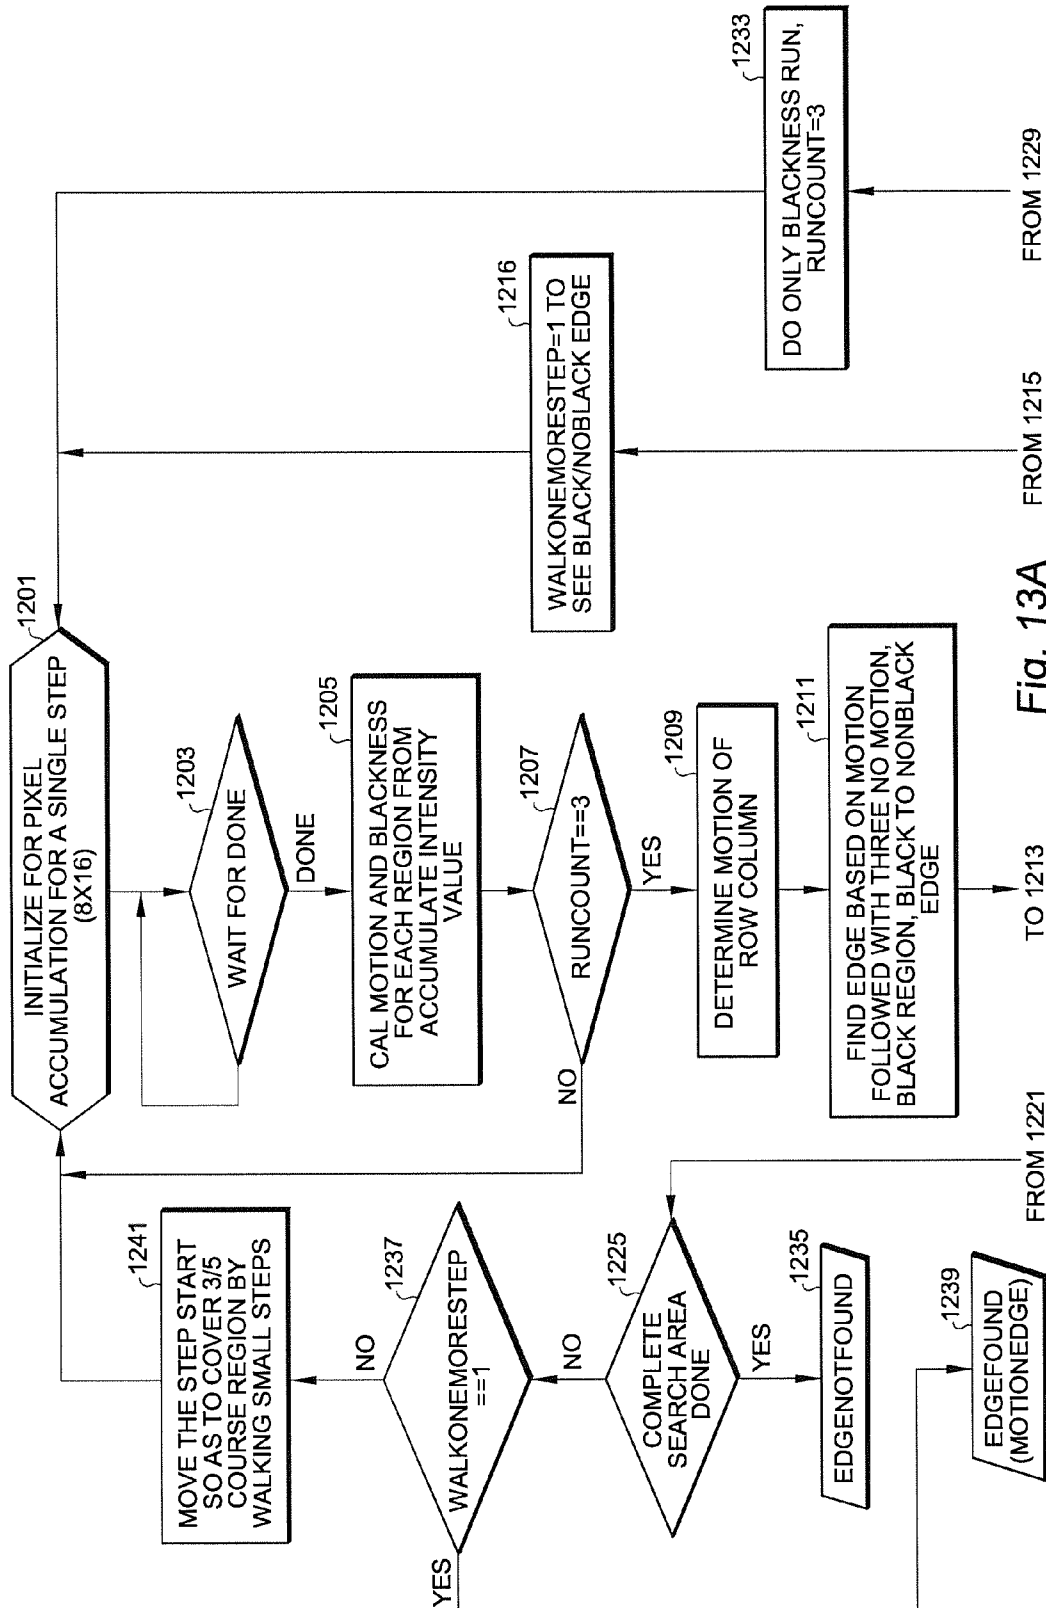 1201
INITIALIZE FOR PIXEL
ACCUMULATION FOR A SINGLE STEP
(8X16)
1203
WAIT FOR DONE
DONE
1205
CAL MOTION AND BLACKNESS
FOR EACH REGION FROM
ACCUMULATE INTENSITY
VALUE
1207
RUNCOUNT==3
NO
YES
1209
DETERMINE MOTION OF
ROW COLUMN
1211
FIND EDGE BASED ON MOTION
FOLLOWED WITH THREE NO MOTION,
BLACK REGION, BLACK TO NONBLACK
EDGE
TO 1213
1241
MOVE THE STEP START
SO AS TO COVER 3/5
COURSE REGION BY
WALKING SMALL STEPS
NO
1237
WALKONEMORESTEP
==1
YES
NO
1225
COMPLETE
SEARCH AREA
DONE
YES
1235
EDGENOTFOUND
1239
EDGEFOUND
(MOTIONEDGE)
FROM 1221
1216
WALKONEMORESTEP=1 TO
SEE BLACK/NOBLACK EDGE
FROM 1215
1233
DO ONLY BLACKNESS RUN,
RUNCOUNT=3
FROM 1229
Fig. 13A